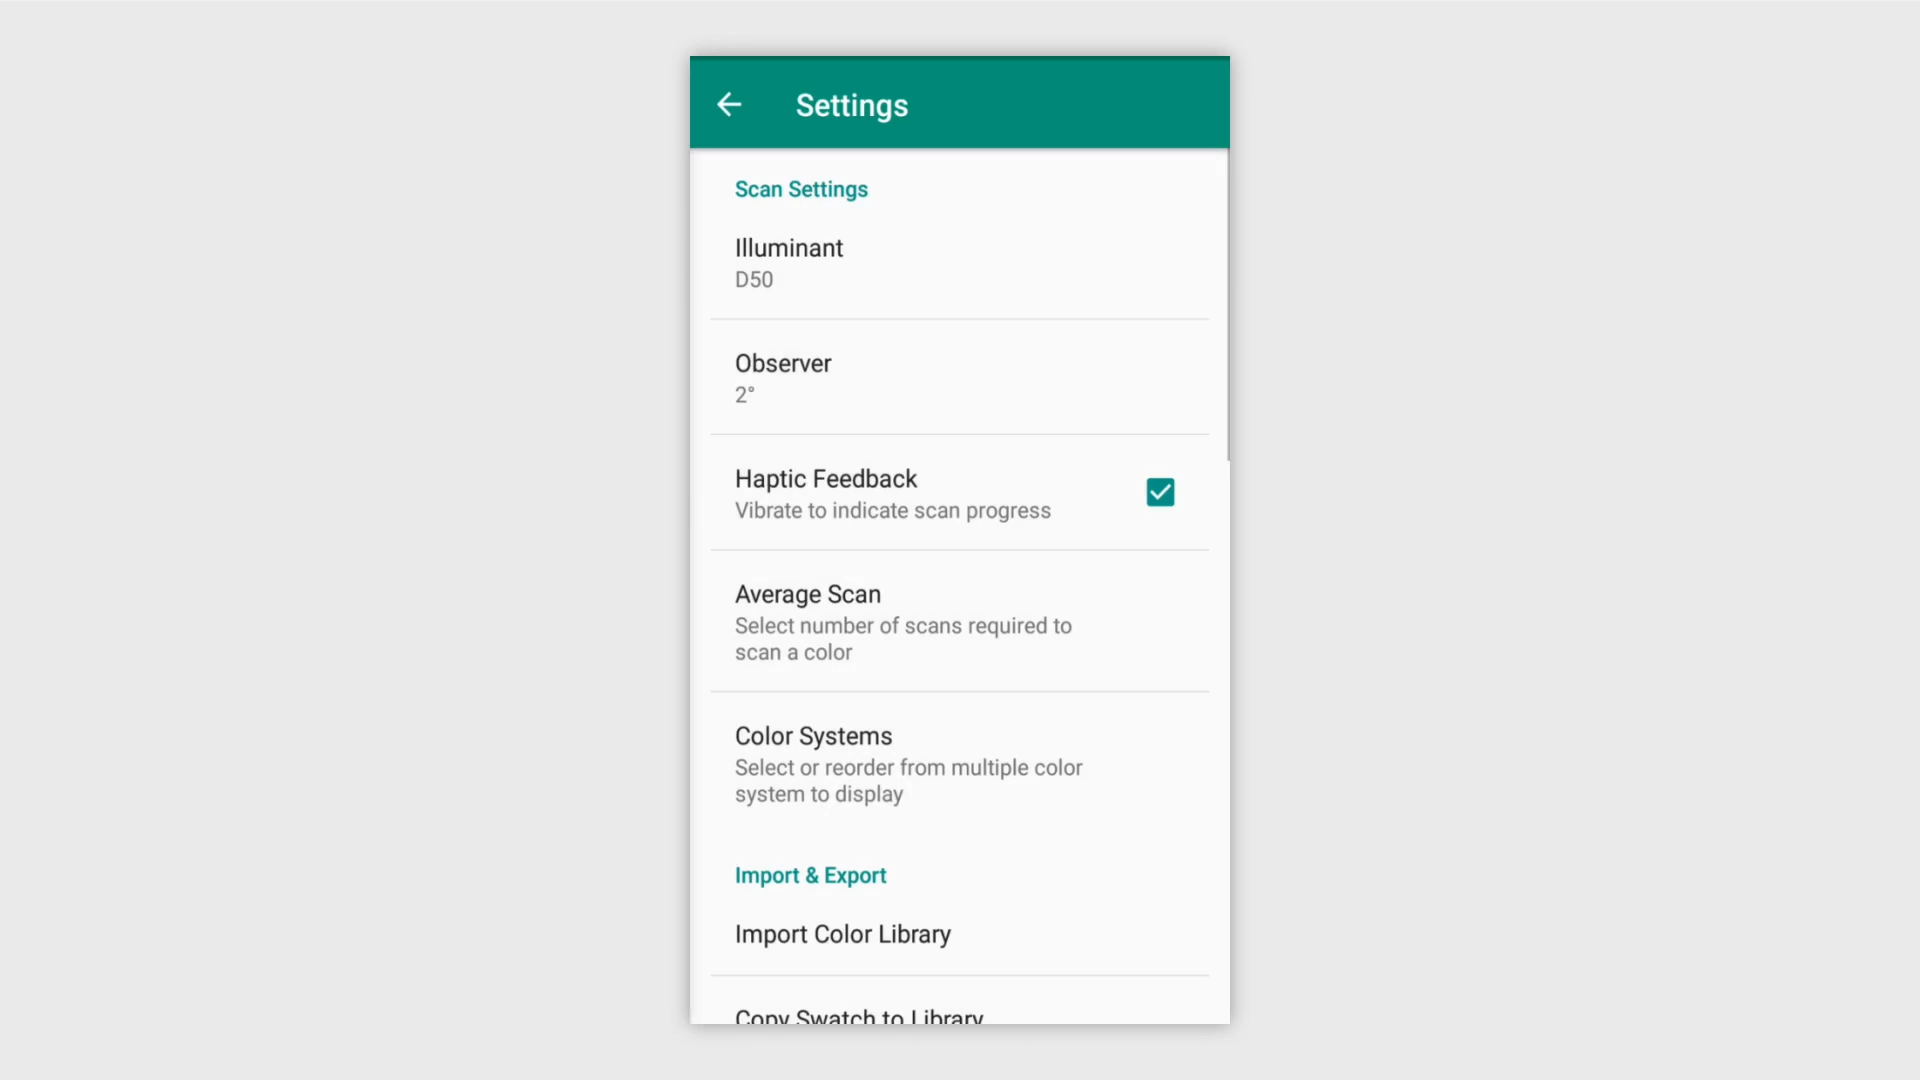 Settings
Scan Settings
Illuminant
D50
Observer
2°
Haptic Feedback
Vibrate to indicate scan progress
Average Scan
Select number of scans required to
scan a color
Color Systems
Select or reorder from multiple color
system to display
Import & Export
Import Color Library
Copy Swatch to Library